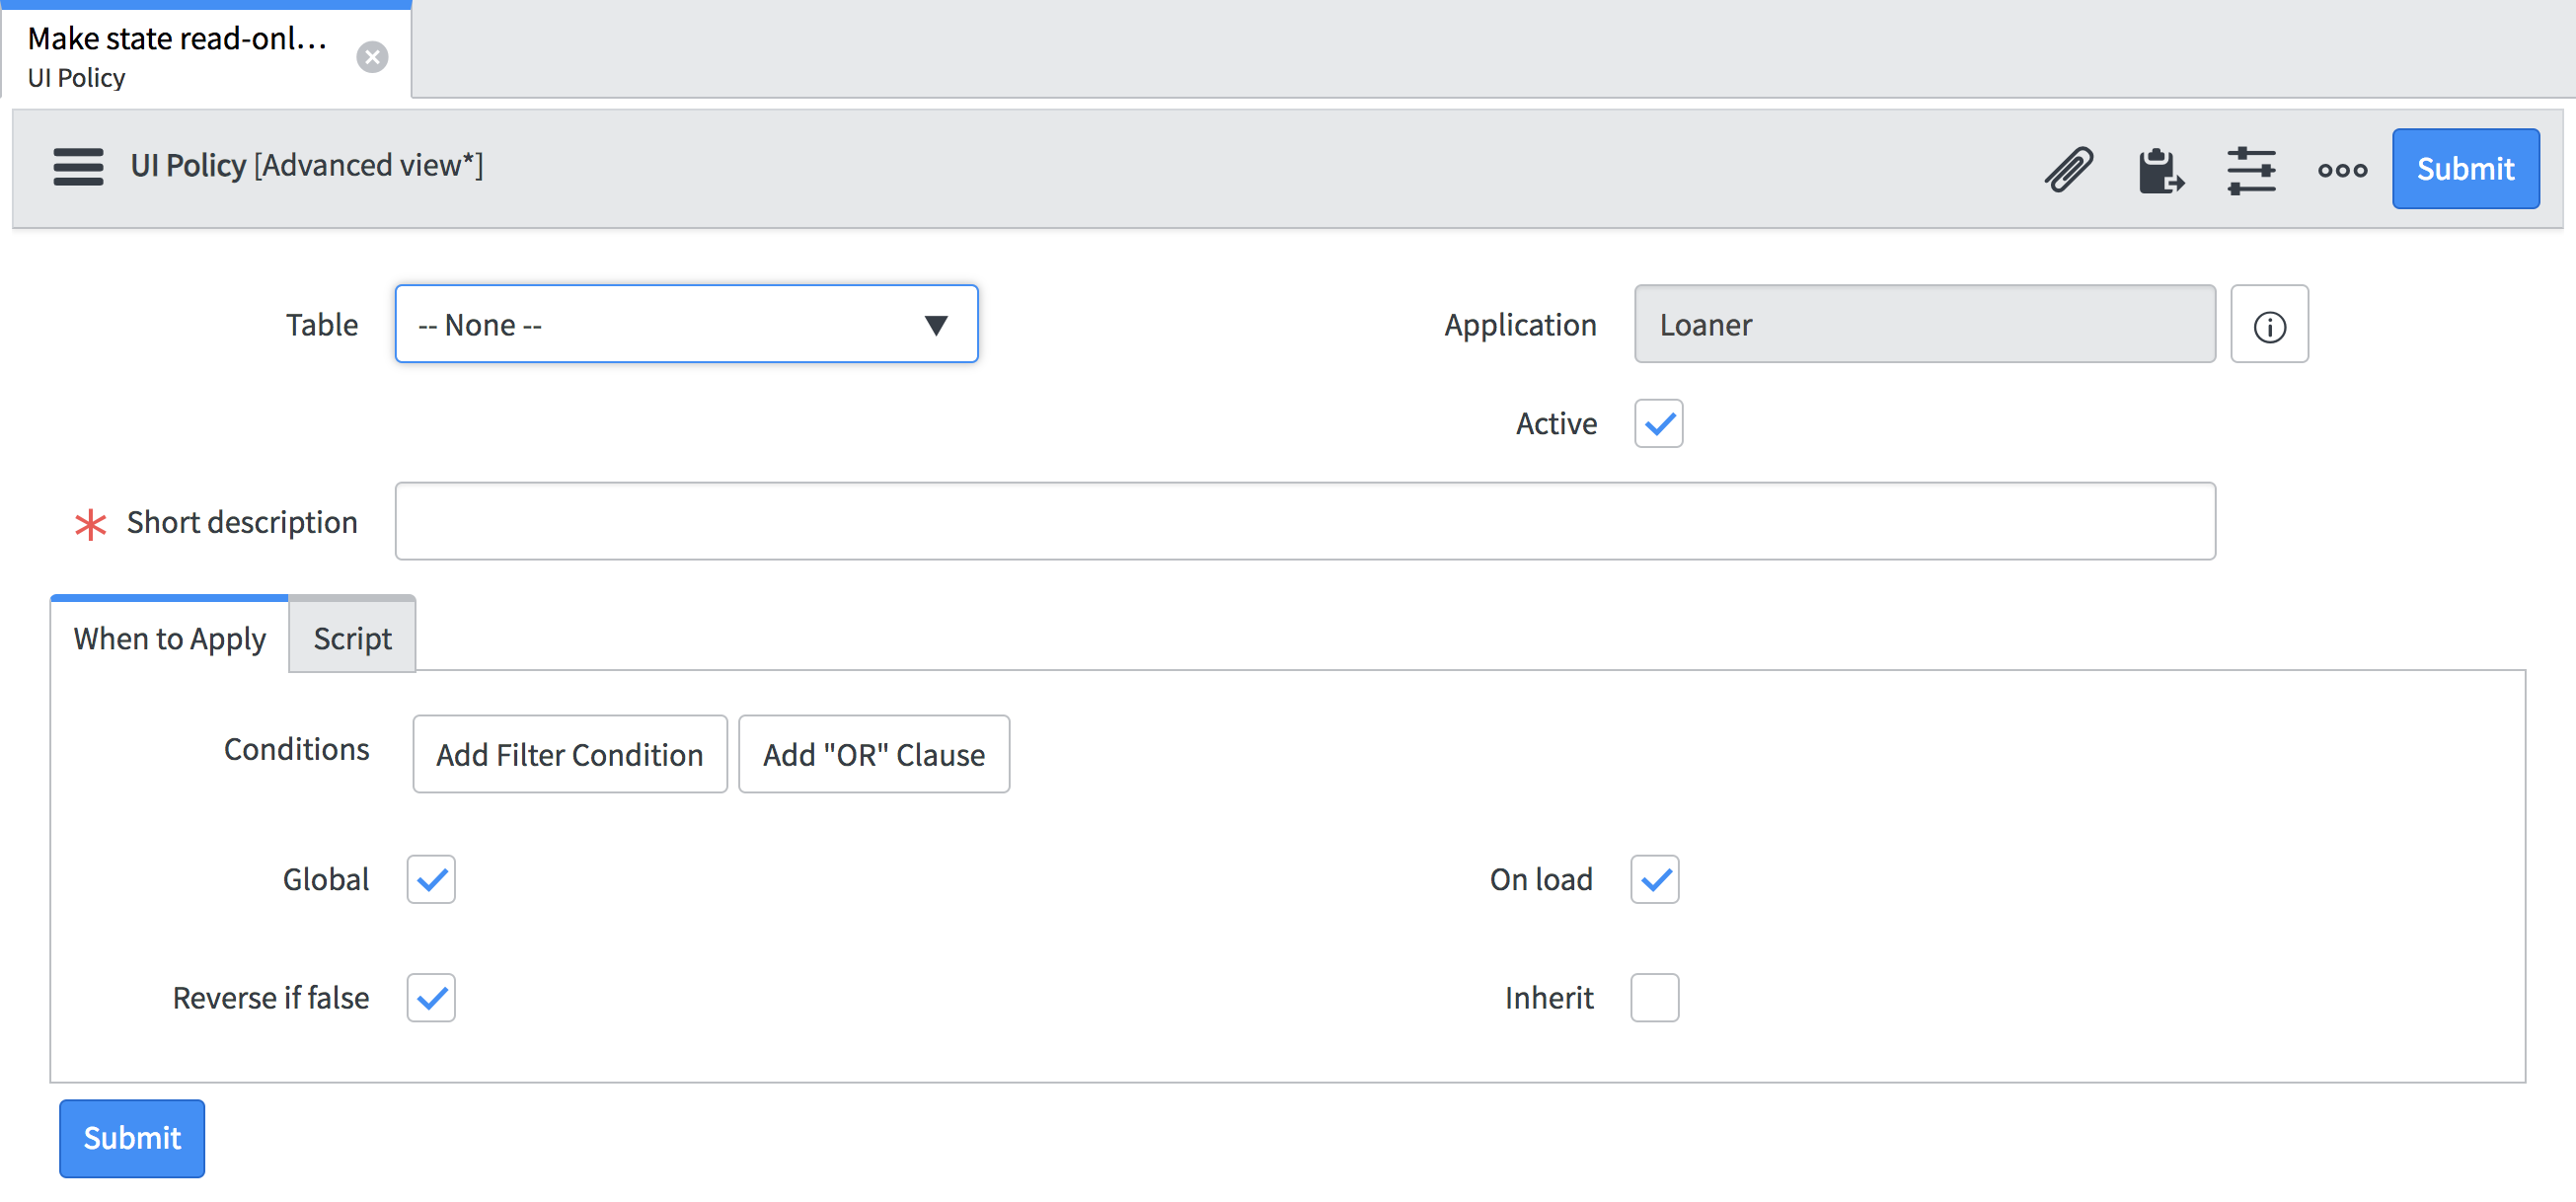 Make state read-onl...
UI Policy
UI Policy [Advanced view*]
Submit
Table
-- None --
Application
Loaner
Active
Short description
When to Apply
Script
Conditions
Add Filter Condition
Add "OR" Clause
Global
On load
Reverse if false
Inherit
Submit